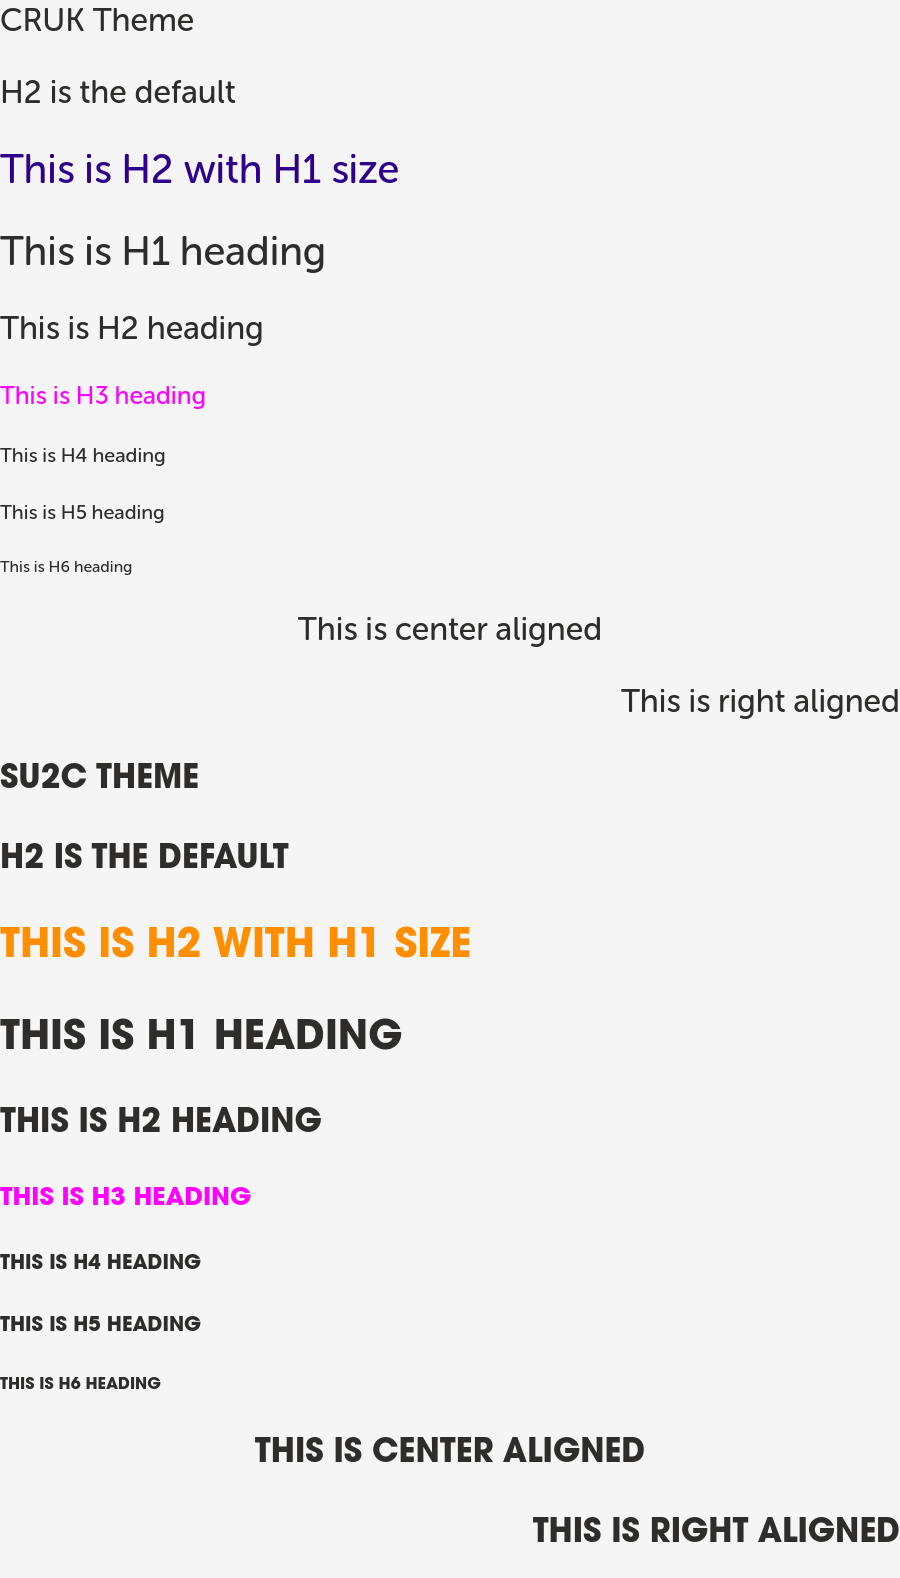 CRUK Theme
H2 is the default
This is H2 with H1 size
This is H1 heading
This is H2 heading
This is H3 heading
This is H4 heading
This is H5 heading
This is H6 heading
This is center aligned
This is right aligned
SU2C THEME
H2 IS THE DEFAULT
THIS IS H2 WITH H1 SIZE
THIS IS H1 HEADING
THIS IS H2 HEADING
THIS IS H3 HEADING
THIS IS H4 HEADING
THIS IS H5 HEADING
THIS IS H6 HEADING
THIS IS CENTER ALIGNED
THIS IS RIGHT ALIGNED